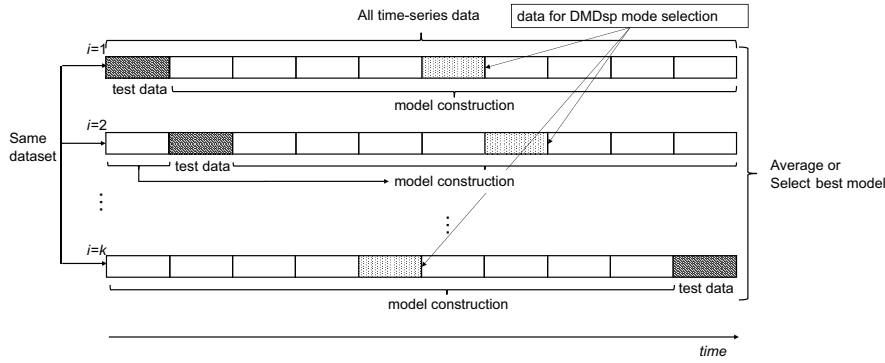 All time-series data
data for DMDsp mode selection
i=1
test data
model construction
Same
dataset
i=2
test data
model construction
Average or
Select best model
⋮
⋮
i=k
test data
model construction
time